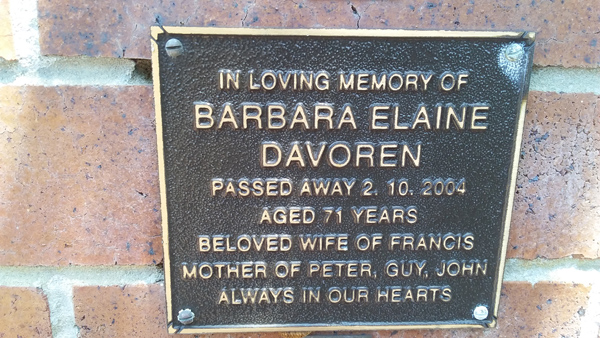 IN LOVING MEMORY OF
BARBARA ELAINE
DAVOREN
PASSED AWAY 2. 10. 2004
AGED 71 YEARS
BELOVED WIFE OF FRANCIS
MOTHER OF PETER, GUY, JOHN
ALWAYS IN OUR HEARTS